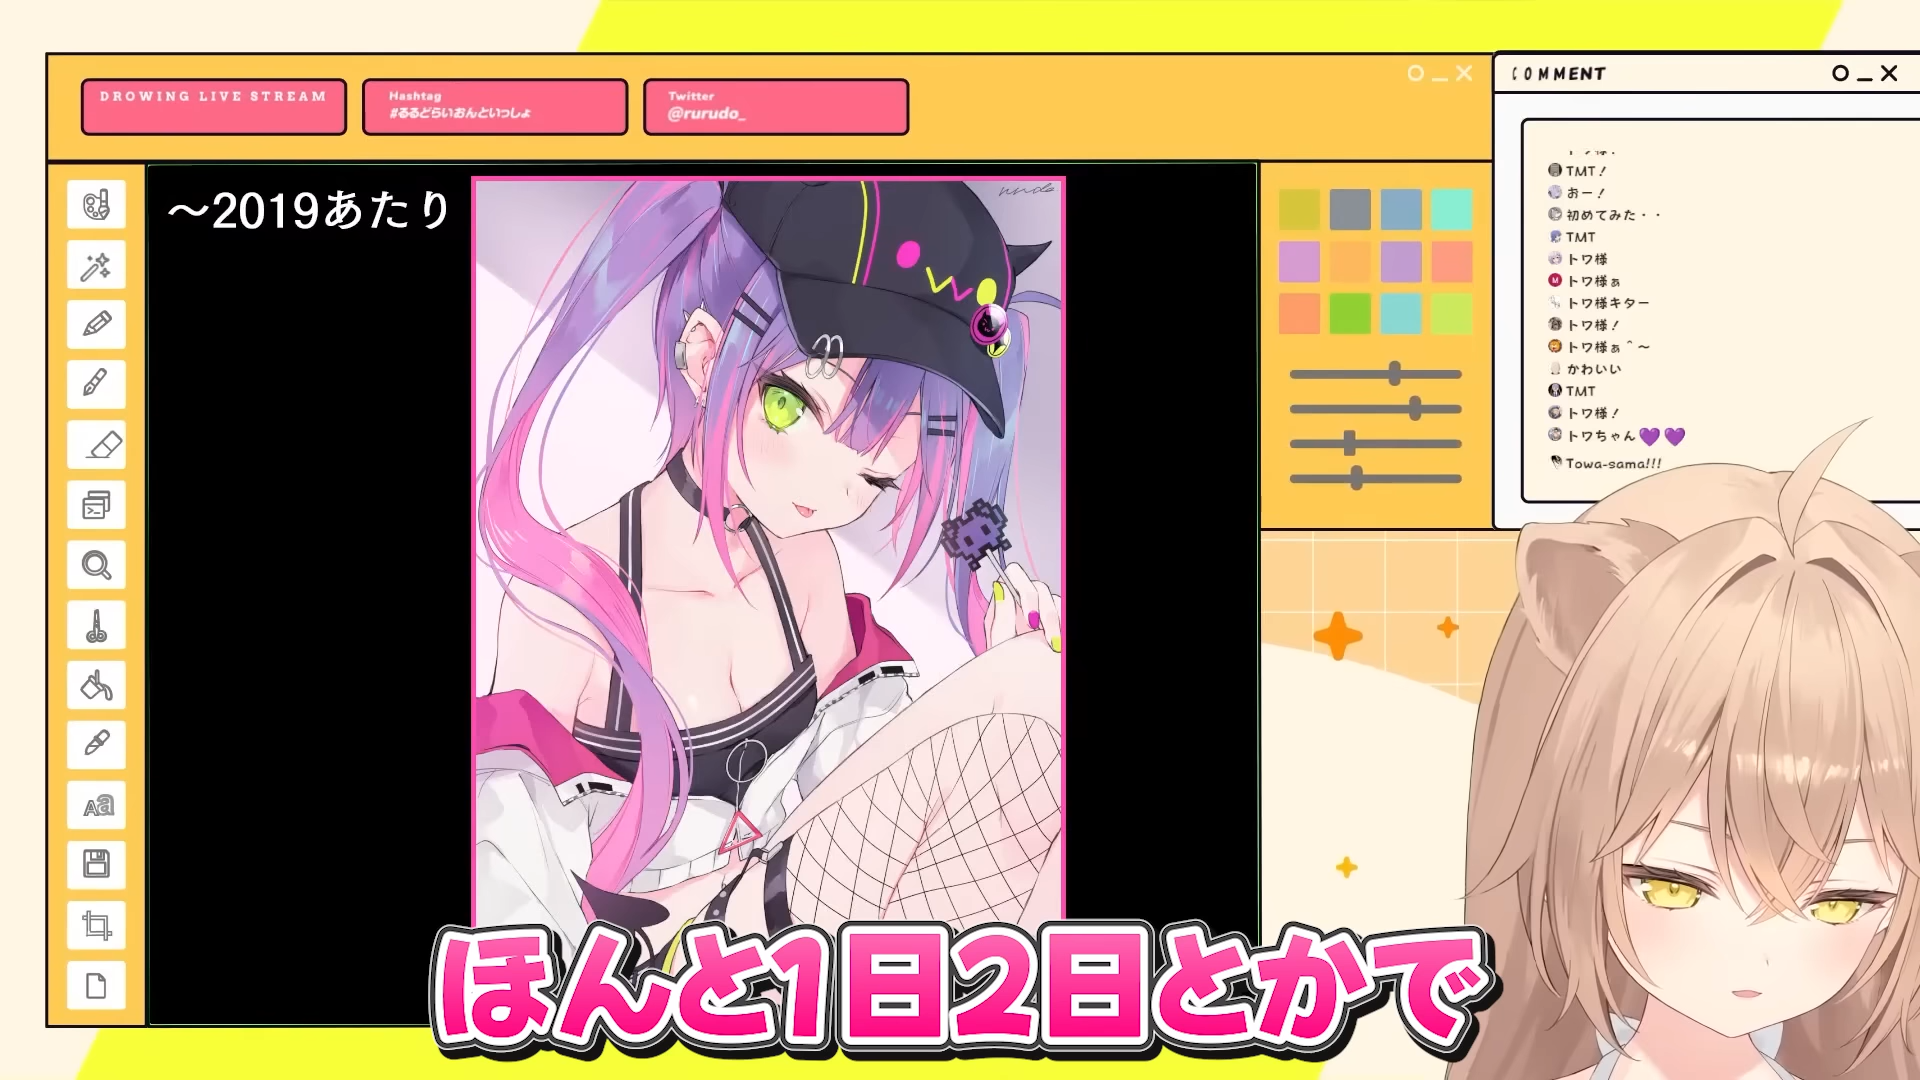 DROWING LIVE STREAM
Hashtag
#るるどらいおんといっしょ
Twitter
@rurudo_
COMMENT
~2019あたり
rurudo
TMT!
おー!
初めてみた・・
TMT
トワ様
M
トワ様ぁ
トワ様キター
トワ様!
トワ様ぁ^~
かわいい
TMT
トワ様!
トワちゃん💜💜
Towa-sama!!!
Aa
ほんと1日2日とかで